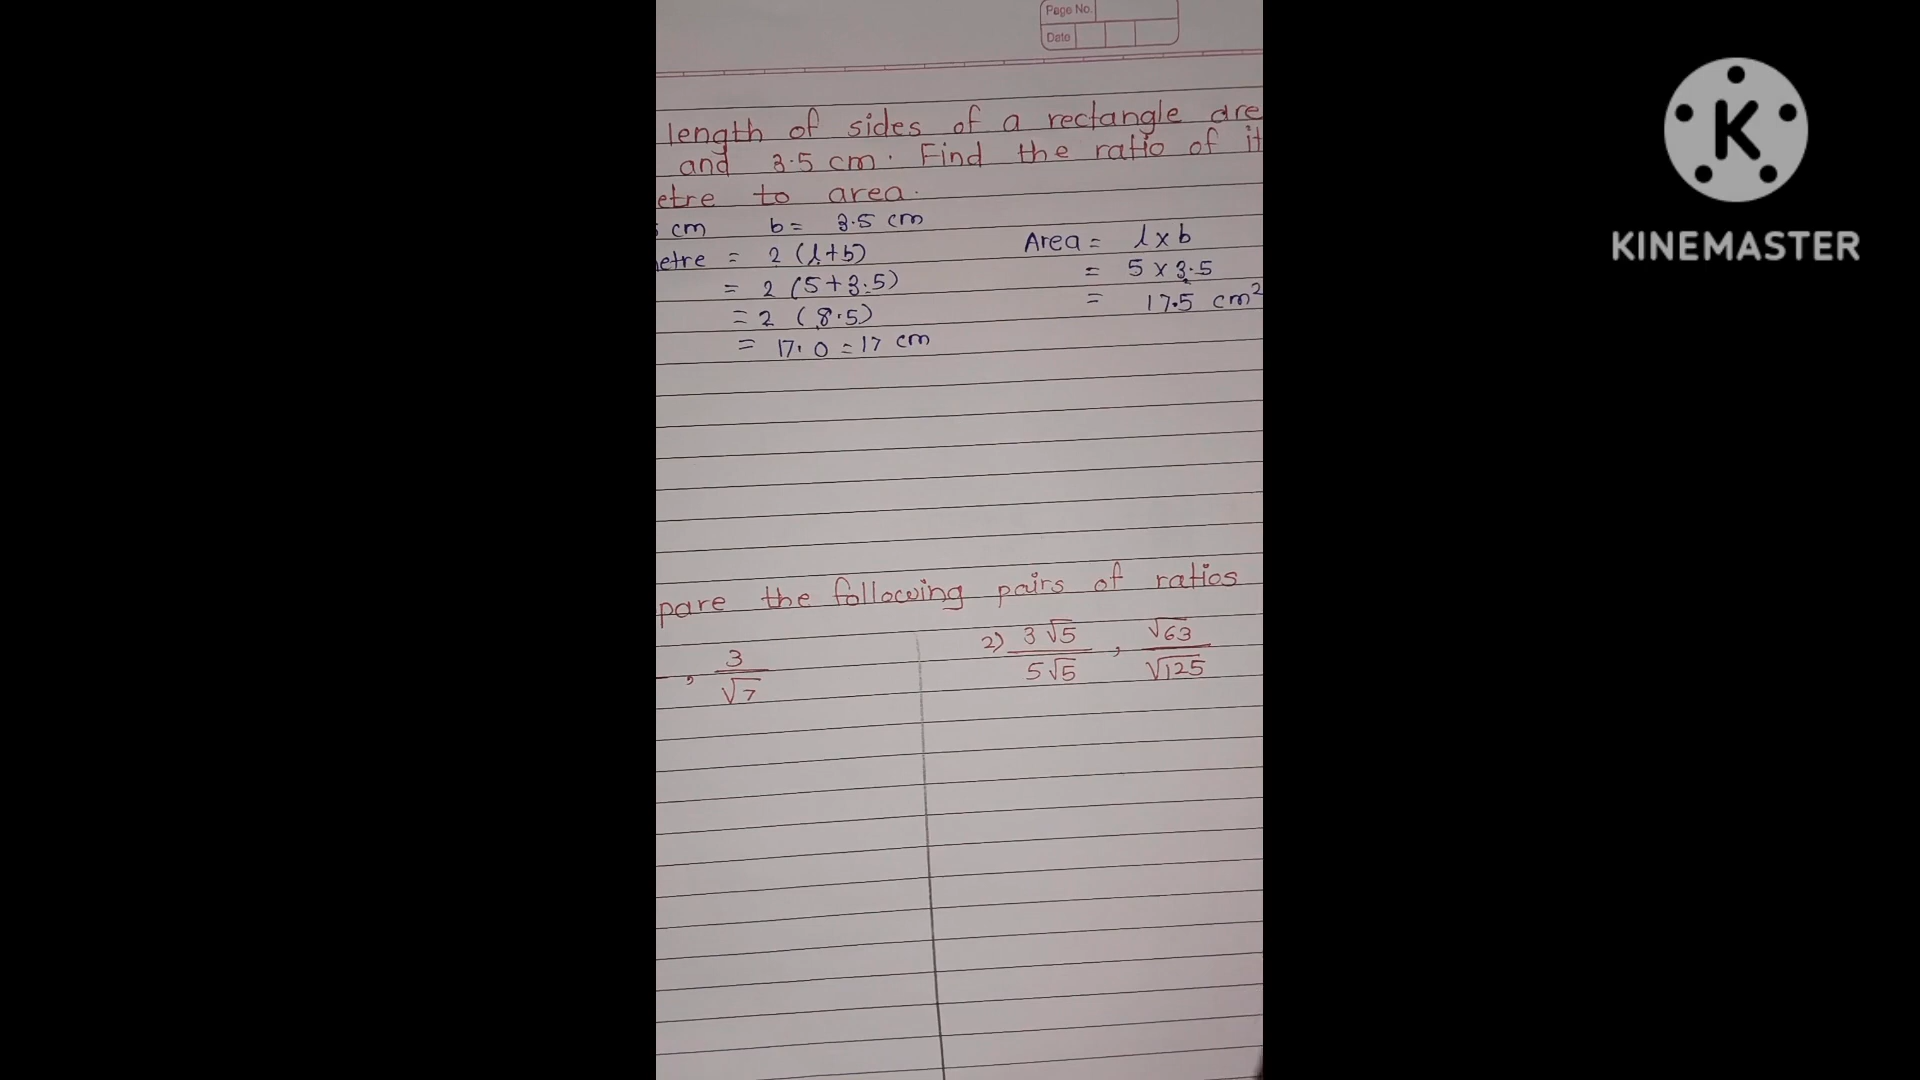 Page No.
Date
length of sides of a rectangle are
and 3.5 cm. Find the ratio of it
etre to area.
cm b = 3.5 cm
etre = 2 (l+b)
= 2 (5+3.5)
= 2 (8.5)
= 17.0 = 17 cm
Area = l x b
= 5 x 3.5
= 17.5 cm²
pare the following pairs of ratios
, 3/√7
2) 3√5/5√5 , √63/√125
KINEMASTER